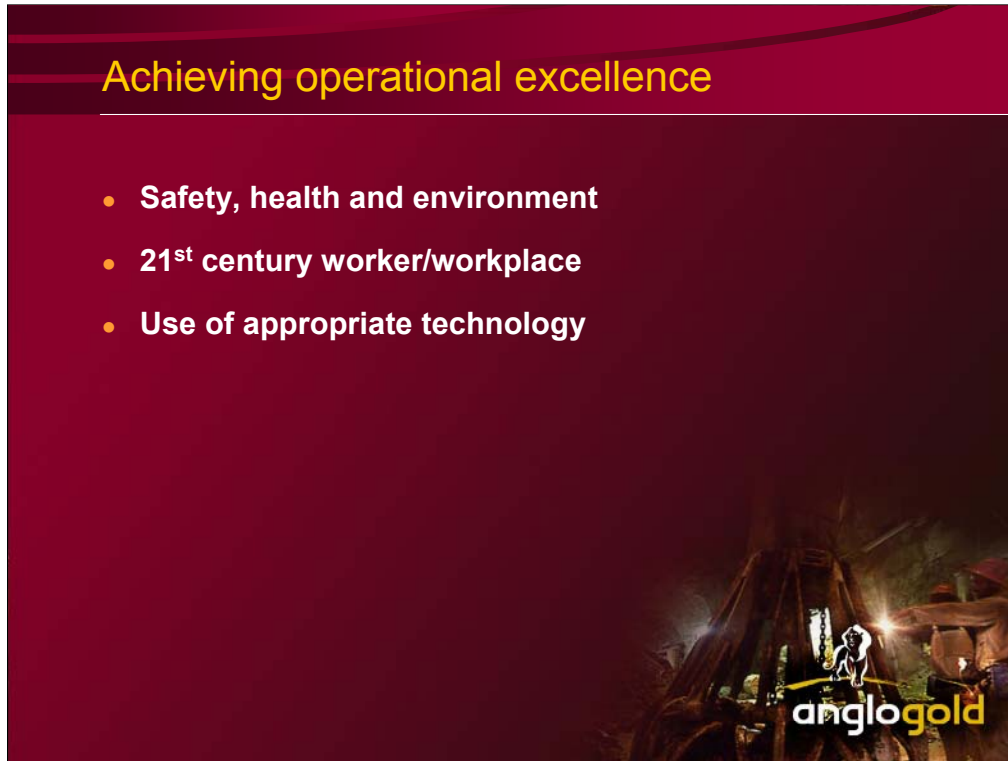 Achieving operational excellence
● Safety, health and environment
● 21st century worker/workplace
● Use of appropriate technology
anglogold